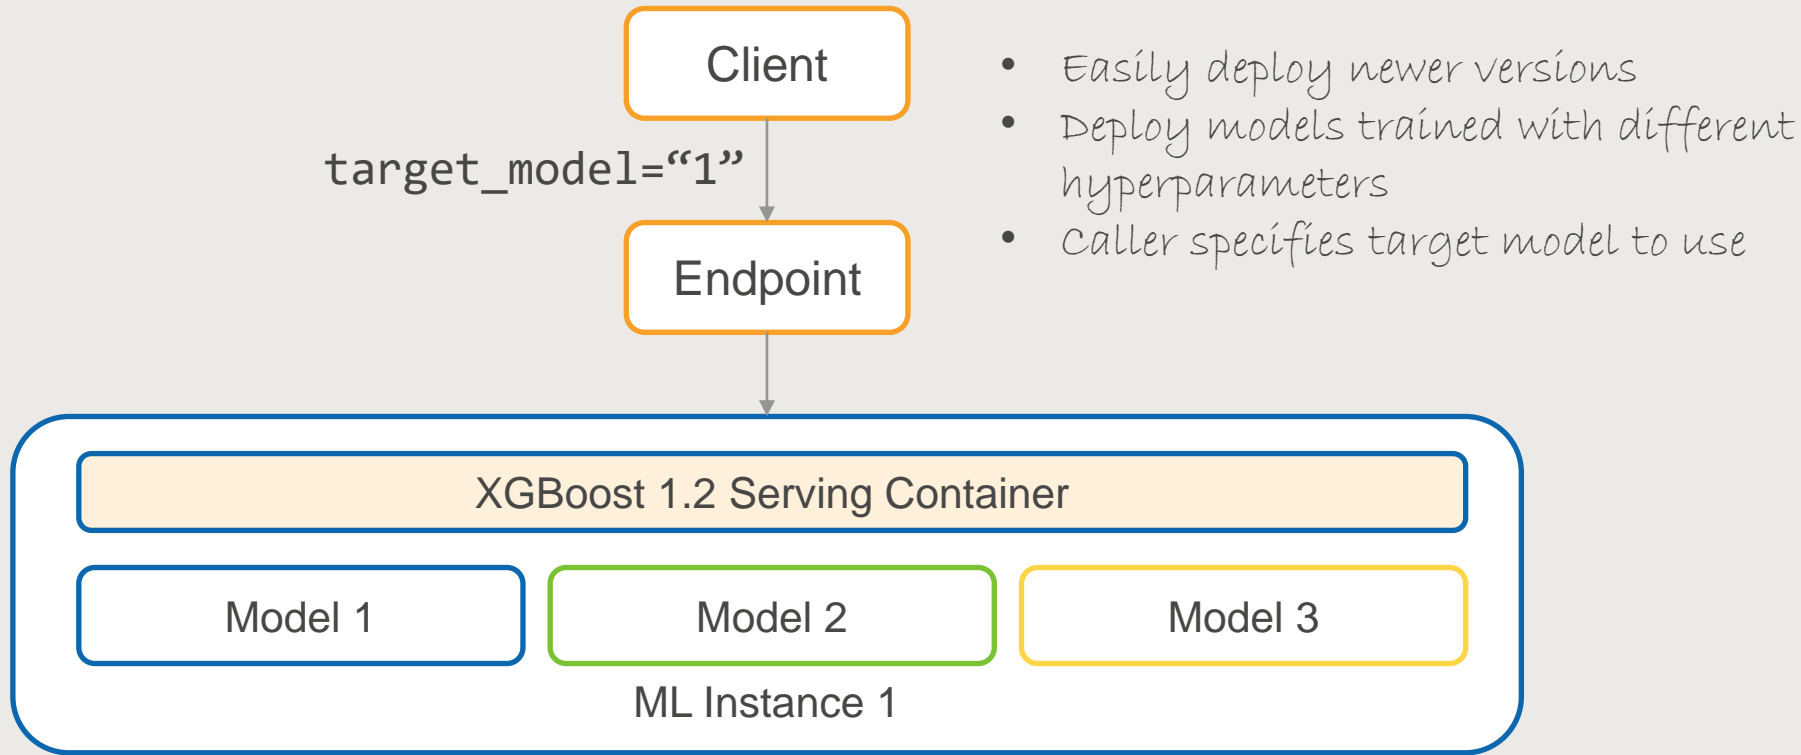 Client
• Easily deploy newer versions
• Deploy models trained with different
hyperparameters
• Caller specifies target model to use
target_model=“1”
Endpoint
XGBoost 1.2 Serving Container
Model 1
Model 2
Model 3
ML Instance 1